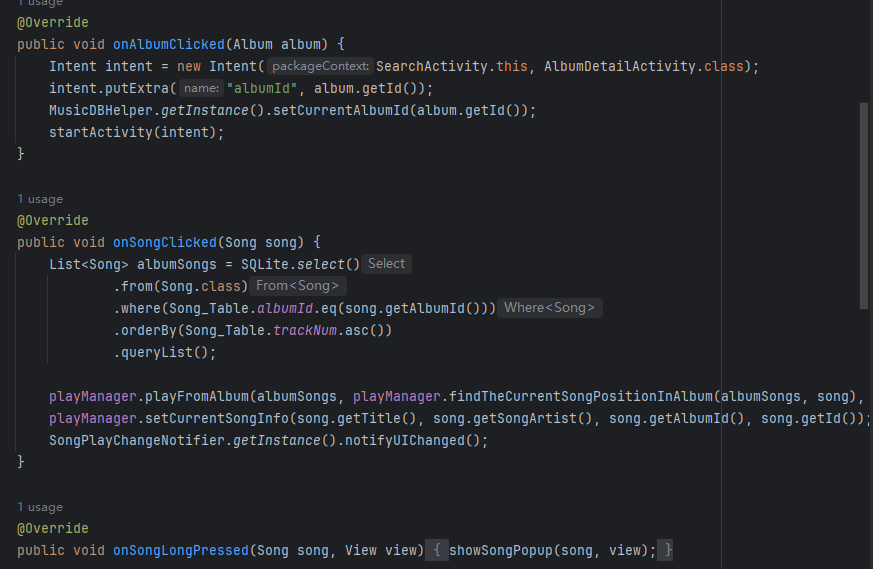 1 usage
@Override
public void onAlbumClicked(Album album) {
Intent intent = new Intent( packageContext: SearchActivity.this, AlbumDetailActivity.class);
intent.putExtra( name: "albumId", album.getId());
MusicDBHelper.getInstance().setCurrentAlbumId(album.getId());
startActivity(intent);
}
1 usage
@Override
public void onSongClicked(Song song) {
List<Song> albumSongs = SQLite.select() Select
.from(Song.class) From<Song>
.where(Song_Table.albumId.eq(song.getAlbumId())) Where<Song>
.orderBy(Song_Table.trackNum.asc())
.queryList();
playManager.playFromAlbum(albumSongs, playManager.findTheCurrentSongPositionInAlbum(albumSongs, song),
playManager.setCurrentSongInfo(song.getTitle(), song.getSongArtist(), song.getAlbumId(), song.getId());
SongPlayChangeNotifier.getInstance().notifyUIChanged();
}
1 usage
@Override
public void onSongLongPressed(Song song, View view) { showSongPopup(song, view); }